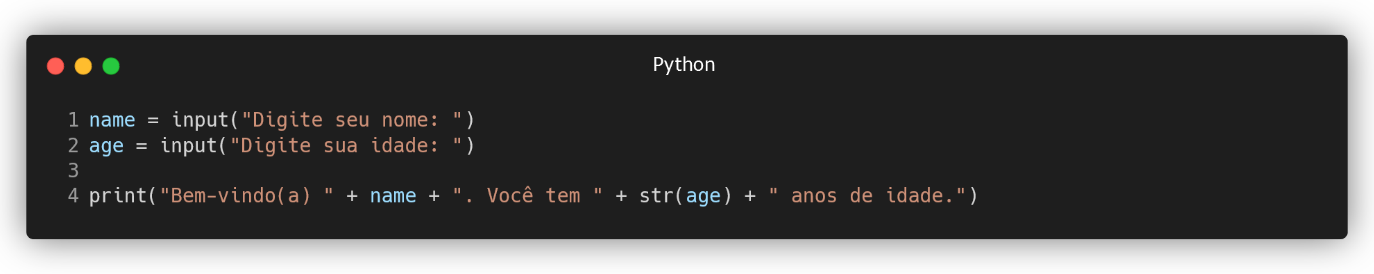 Python
1 name = input("Digite seu nome: ")
2 age = input("Digite sua idade: ")
3
4 print("Bem-vindo(a) " + name + ". Você tem " + str(age) + " anos de idade.")